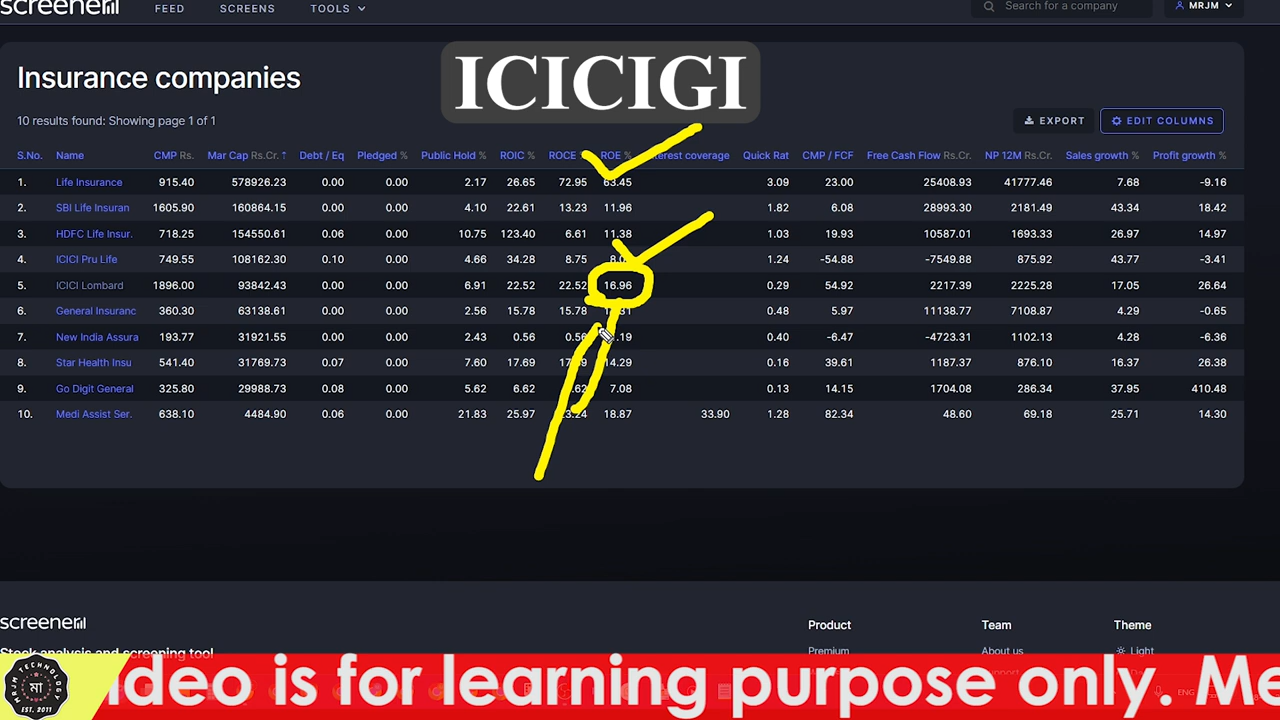 screener
FEED SCREENS TOOLS
Search for a company
MRJM
Insurance companies
ICICIGI
10 results found: Showing page 1 of 1
EXPORT
EDIT COLUMNS
S.No. Name CMP Rs. Mar Cap Rs.Cr. ↑ Debt / Eq Pledged % Public Hold % ROIC % ROCE % ROE % coverage Quick Rat CMP / FCF Free Cash Flow Rs.Cr. NP 12M Rs.Cr. Sales growth % Profit growth %
1. Life Insurance 915.40 578926.23 0.00 0.00 2.17 26.65 72.95 63.45 3.09 23.00 25408.93 41777.46 7.68 -9.16
2. SBI Life Insuran 1605.90 160864.15 0.00 0.00 4.10 22.61 13.23 11.96 1.82 6.08 28993.30 2181.49 43.34 18.42
3. HDFC Life Insur. 718.25 154550.61 0.06 0.00 10.75 123.40 6.61 11.38 1.03 19.93 10587.01 1693.33 26.97 14.97
4. ICICI Pru Life 749.55 108162.30 0.10 0.00 4.66 34.28 8.75 1.24 -54.88 -7549.88 875.92 43.77 -3.41
5. ICICI Lombard 1896.00 93842.43 0.00 0.00 6.91 22.52 22.52 16.96 0.29 54.92 2217.39 2225.28 17.05 26.64
6. General Insuranc 360.30 63138.61 0.00 0.00 2.56 15.78 15.78 0.48 5.97 11138.77 7108.87 4.29 -0.65
7. New India Assura 193.77 31921.55 0.00 0.00 2.43 0.56 0.56 0.40 -6.47 -4723.31 1102.13 4.28 -6.36
8. Star Health Insu 541.40 31769.73 0.07 0.00 7.60 17.69 14.29 0.16 39.61 1187.37 876.10 16.37 26.38
9. Go Digit General 325.80 29988.73 0.08 0.00 5.62 6.62 7.08 0.13 14.15 1704.08 286.34 37.95 410.48
10. Medi Assist Ser. 638.10 4484.90 0.06 0.00 21.83 25.97 23.24 18.87 33.90 1.28 82.34 48.60 69.18 25.71 14.30
screener
Product Team Theme
Stock analysis and screening tool
Premium About us Light
MRJM TECHNOLOGIES
मा
EST. 2011
ideo is for learning purpose only. Me
ENG